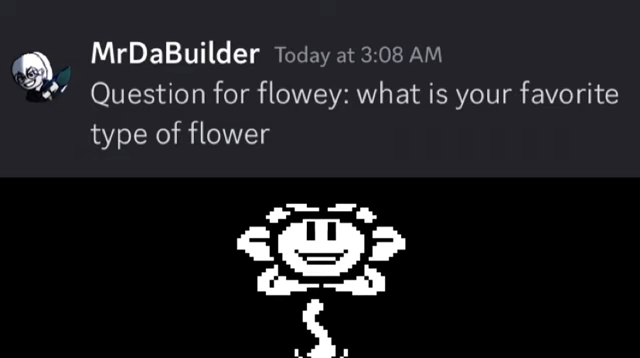 MrDaBuilder Today at 3:08 AM
Question for flowey: what is your favorite
type of flower